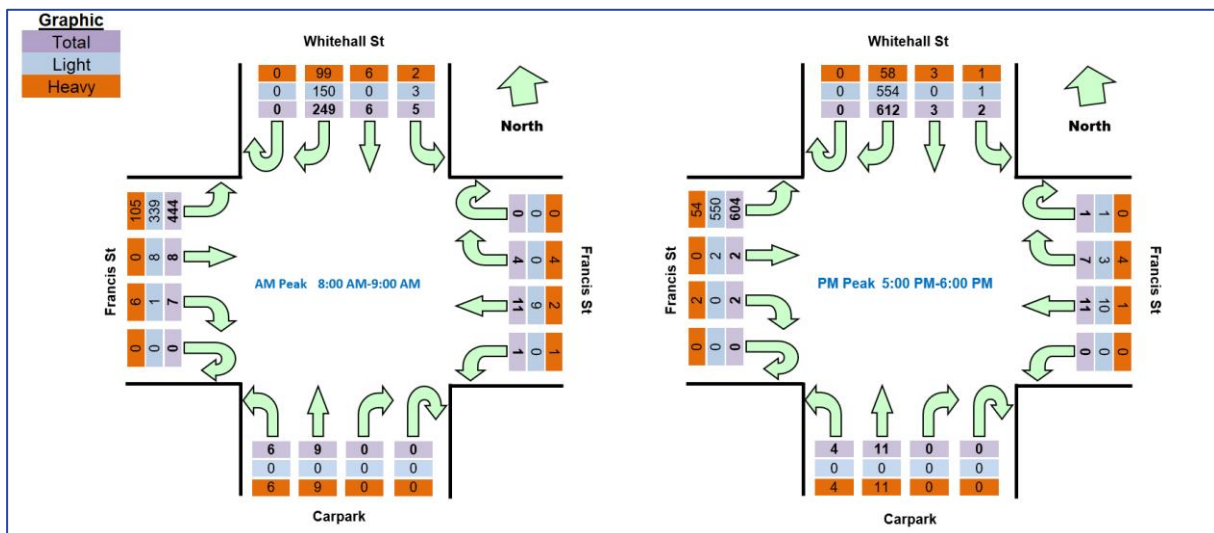 Graphic
Total
Light
Heavy
Whitehall St
0 99 6 2
0 150 0 3
0 249 6 5
North
Francis St
105 339 444
0 8 8
6 1 7
0 0 0
AM Peak 8:00 AM-9:00 AM
0 0 0
4 0 4
11 9 2
1 0 1
Francis St
6 9 0 0
0 0 0 0
6 9 0 0
Carpark
Whitehall St
0 58 3 1
0 554 0 1
0 612 3 2
North
Francis St
54 550 604
0 2 2
2 0 2
0 0 0
PM Peak 5:00 PM-6:00 PM
1 1 0
7 3 4
11 10 1
0 0 0
Francis St
4 11 0 0
0 0 0 0
4 11 0 0
Carpark